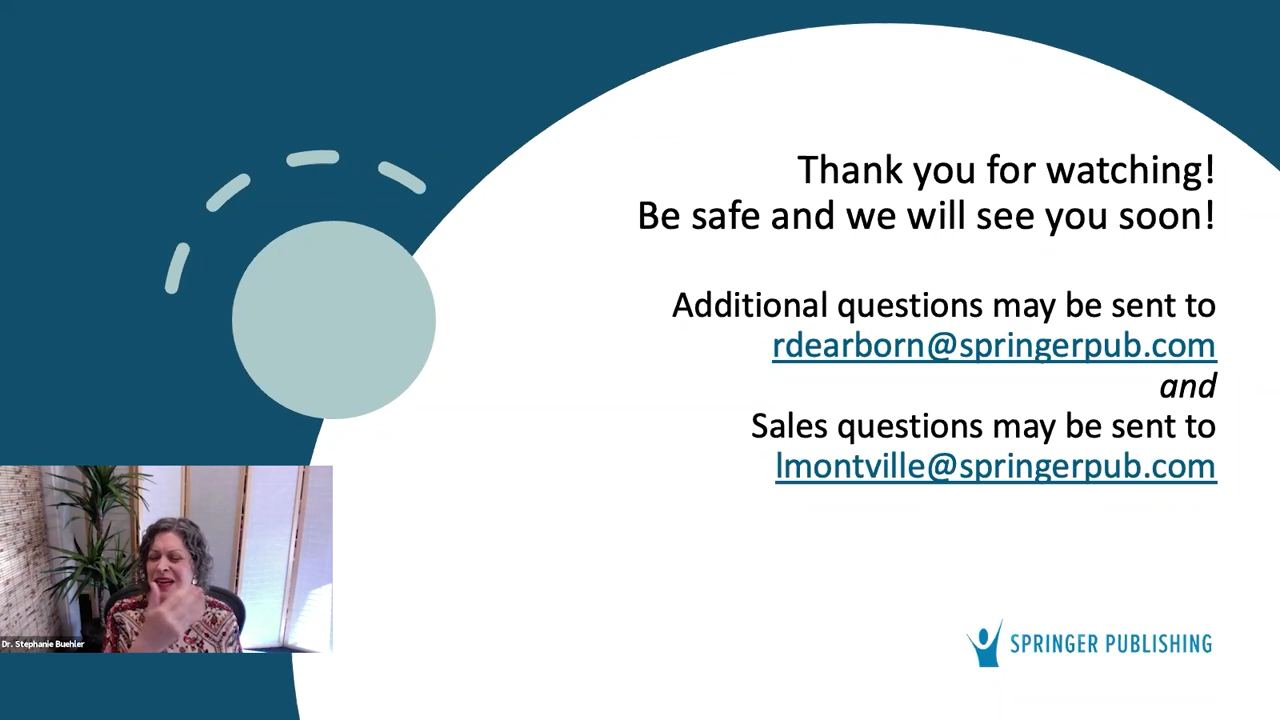 Thank you for watching!
Be safe and we will see you soon!
Additional questions may be sent to
rdearborn@springerpub.com
and
Sales questions may be sent to
lmontville@springerpub.com
Dr. Stephanie Buehler
SPRINGER PUBLISHING